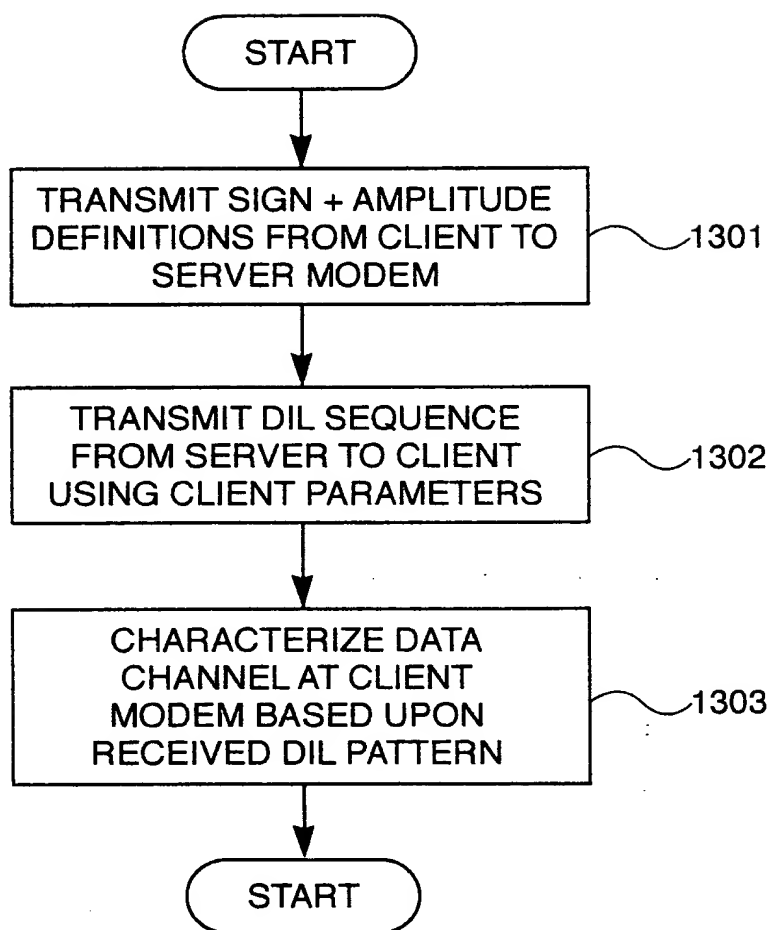 START
TRANSMIT SIGN + AMPLITUDE
DEFINITIONS FROM CLIENT TO
SERVER MODEM
1301
TRANSMIT DIL SEQUENCE
FROM SERVER TO CLIENT
USING CLIENT PARAMETERS
1302
CHARACTERIZE DATA
CHANNEL AT CLIENT
MODEM BASED UPON
RECEIVED DIL PATTERN
1303
START